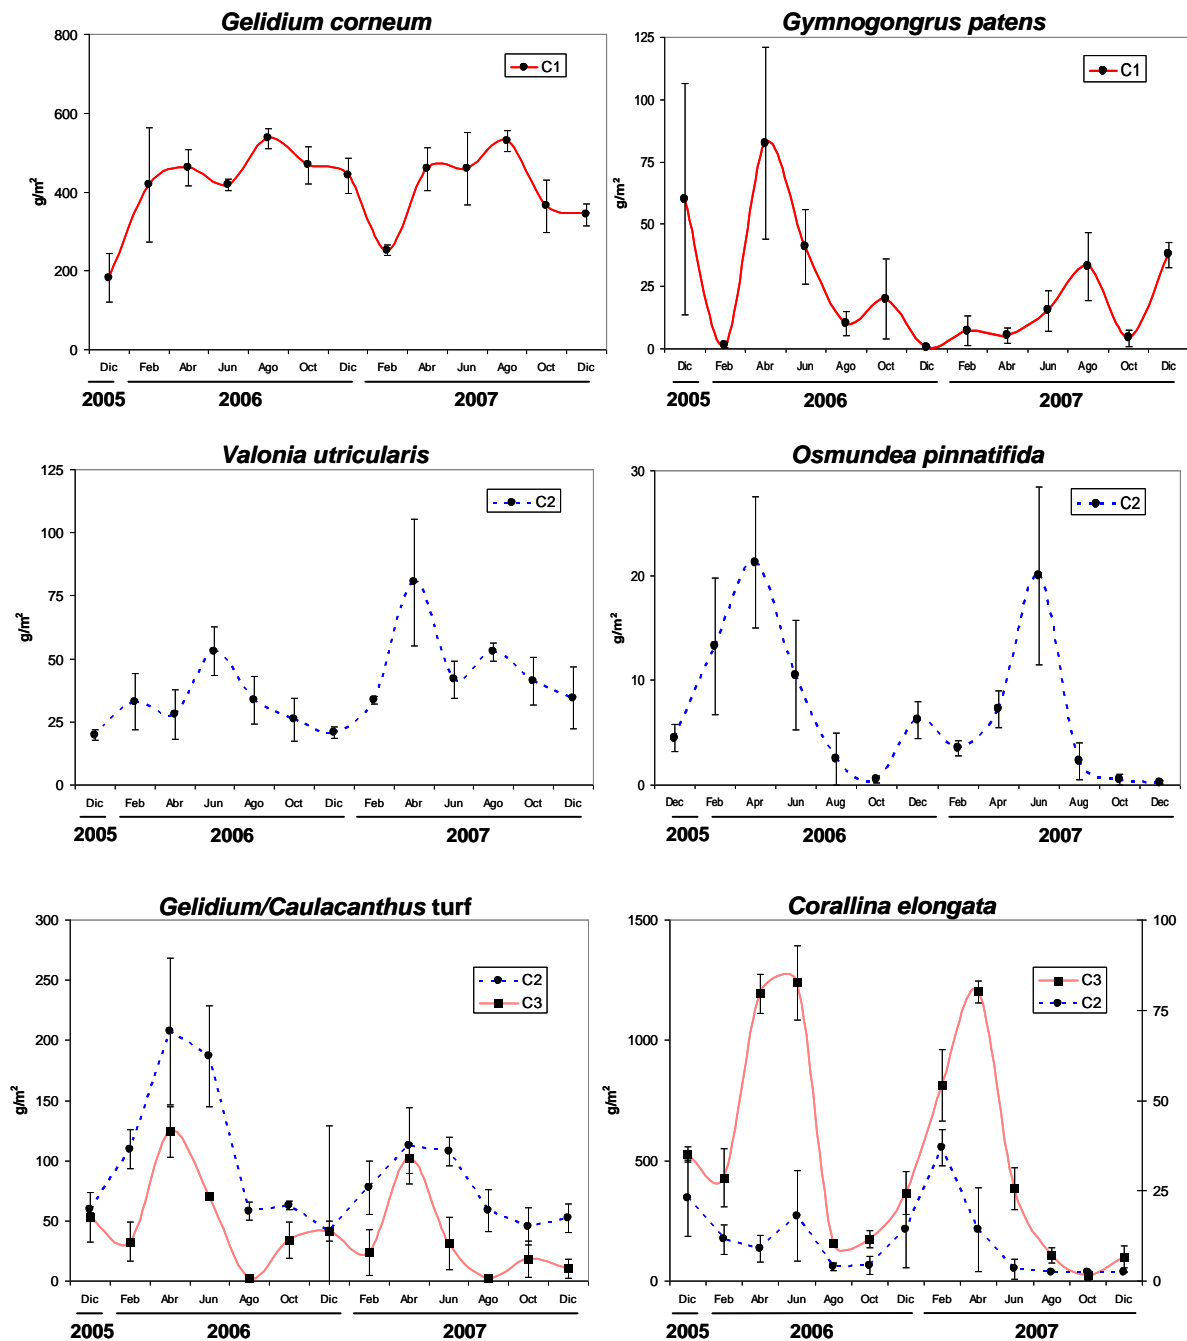 Gelidium corneum
800
600
400
200
0
g/m²
C1
Dic Feb Abr Jun Ago Oct Dic Feb Abr Jun Ago Oct Dic
2005 2006 2007
Gymnogongrus patens
125
100
75
50
25
0
g/m²
C1
Dic Feb Abr Jun Ago Oct Dic Feb Abr Jun Ago Oct Dic
2005 2006 2007
Valonia utricularis
125
100
75
50
25
0
g/m²
C2
Dic Feb Abr Jun Ago Oct Dic Feb Abr Jun Ago Oct Dic
2005 2006 2007
Osmundea pinnatifida
30
20
10
0
g/m²
C2
Dec Feb Apr Jun Aug Oct Dec Feb Apr Jun Aug Oct Dec
2005 2006 2007
Gelidium/Caulacanthus turf
300
250
200
150
100
50
0
g/m²
C2
C3
Dic Feb Abr Jun Ago Oct Dic Feb Abr Jun Ago Oct Dic
2005 2006 2007
Corallina elongata
1500
1000
500
0
g/m²
C3
C2
100
75
50
25
0
Dic Feb Abr Jun Ago Oct Dic Feb Abr Jun Ago Oct Dic
2005 2006 2007